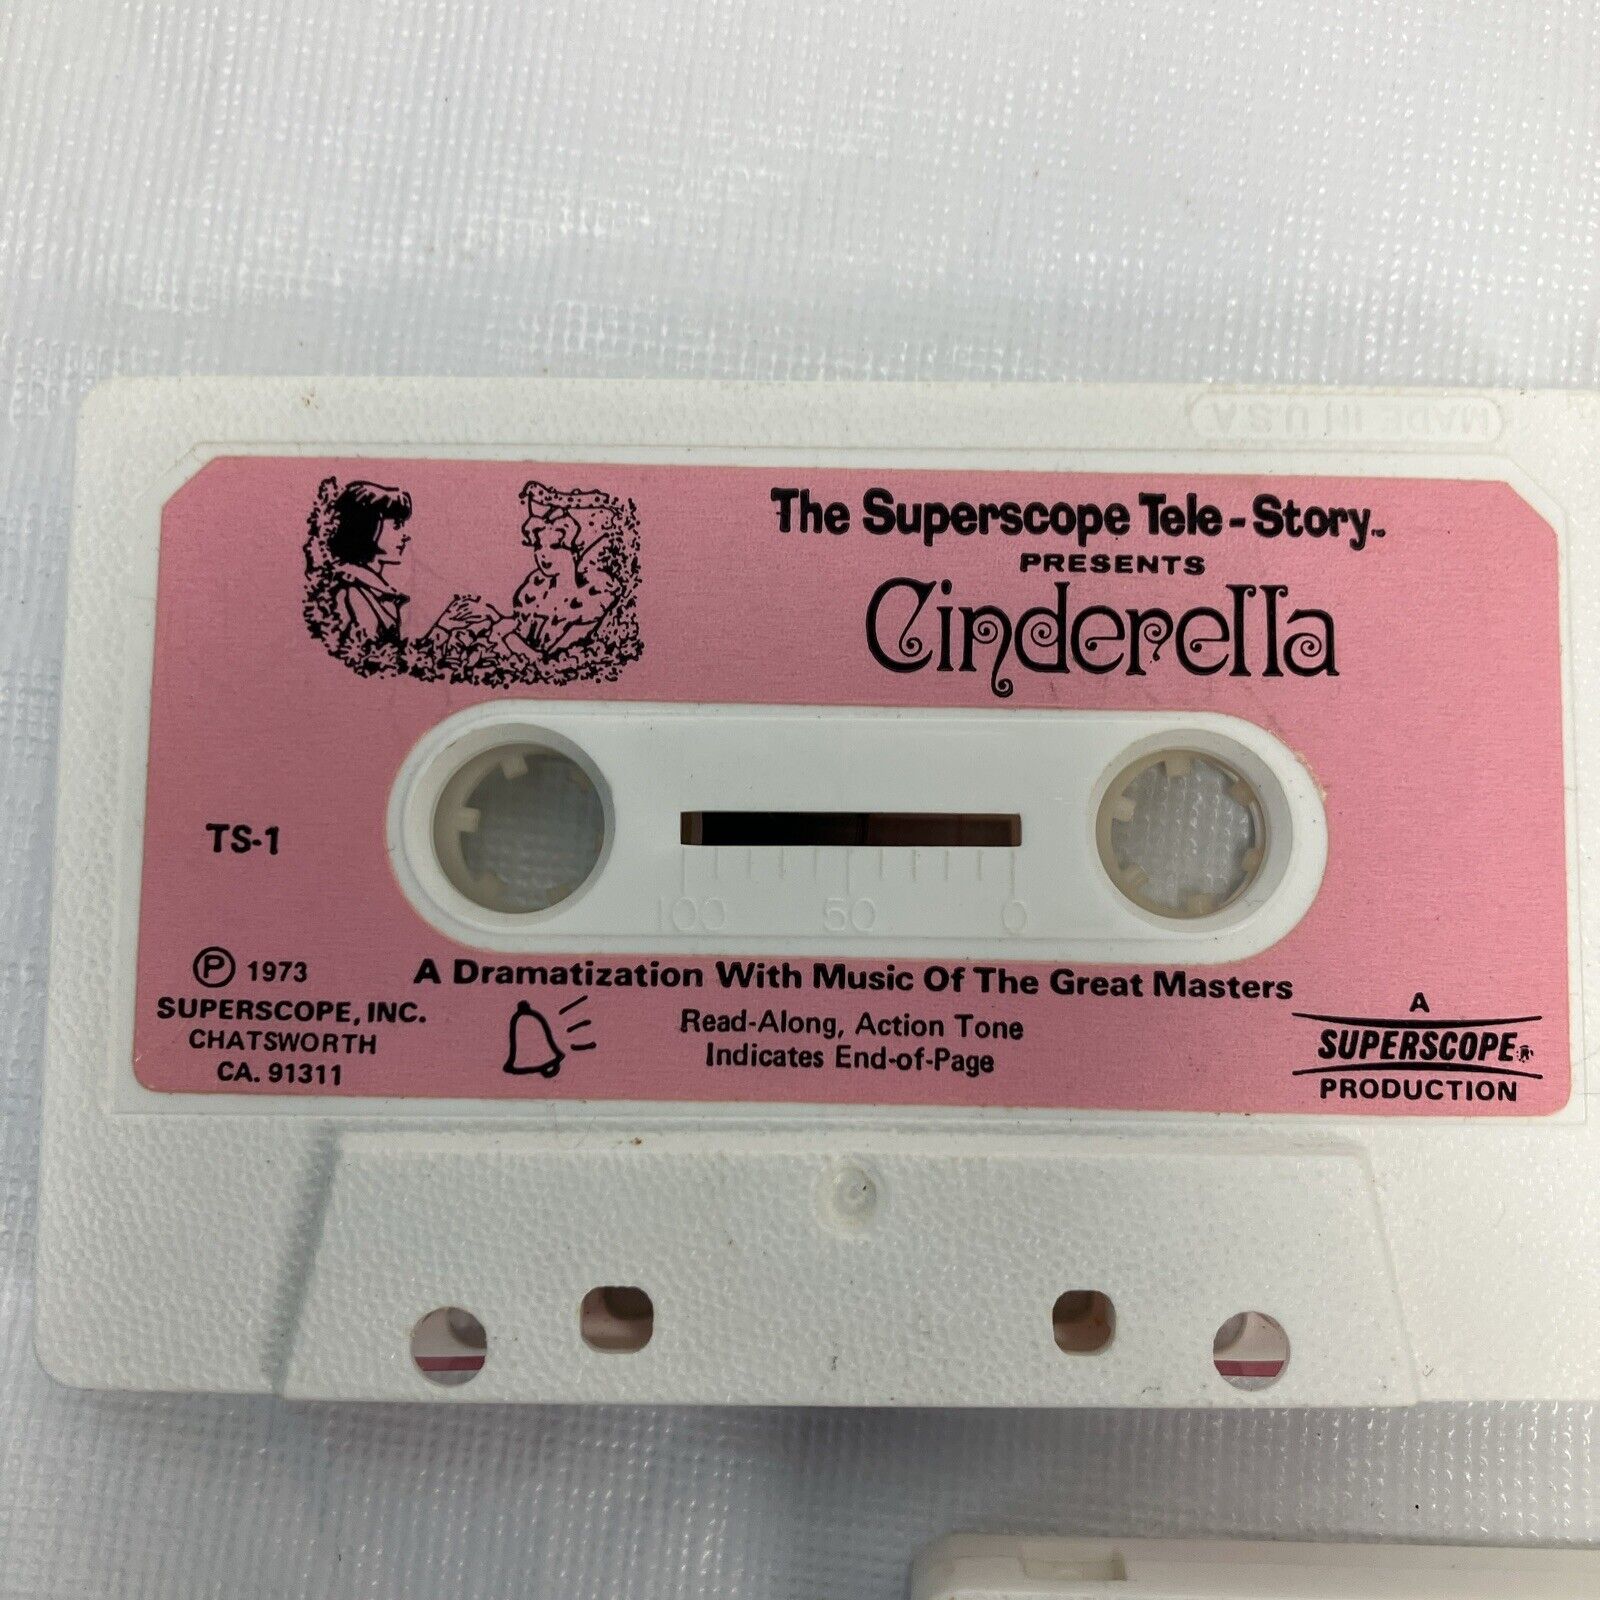 MADE IN U.S.A
The Superscope Tele-Story™
PRESENTS
Cinderella
TS-1
100 50 0
Ⓟ 1973
SUPERSCOPE, INC.
CHATSWORTH
CA. 91311
A Dramatization With Music Of The Great Masters
Read-Along, Action Tone
Indicates End-of-Page
A
SUPERSCOPE®
PRODUCTION